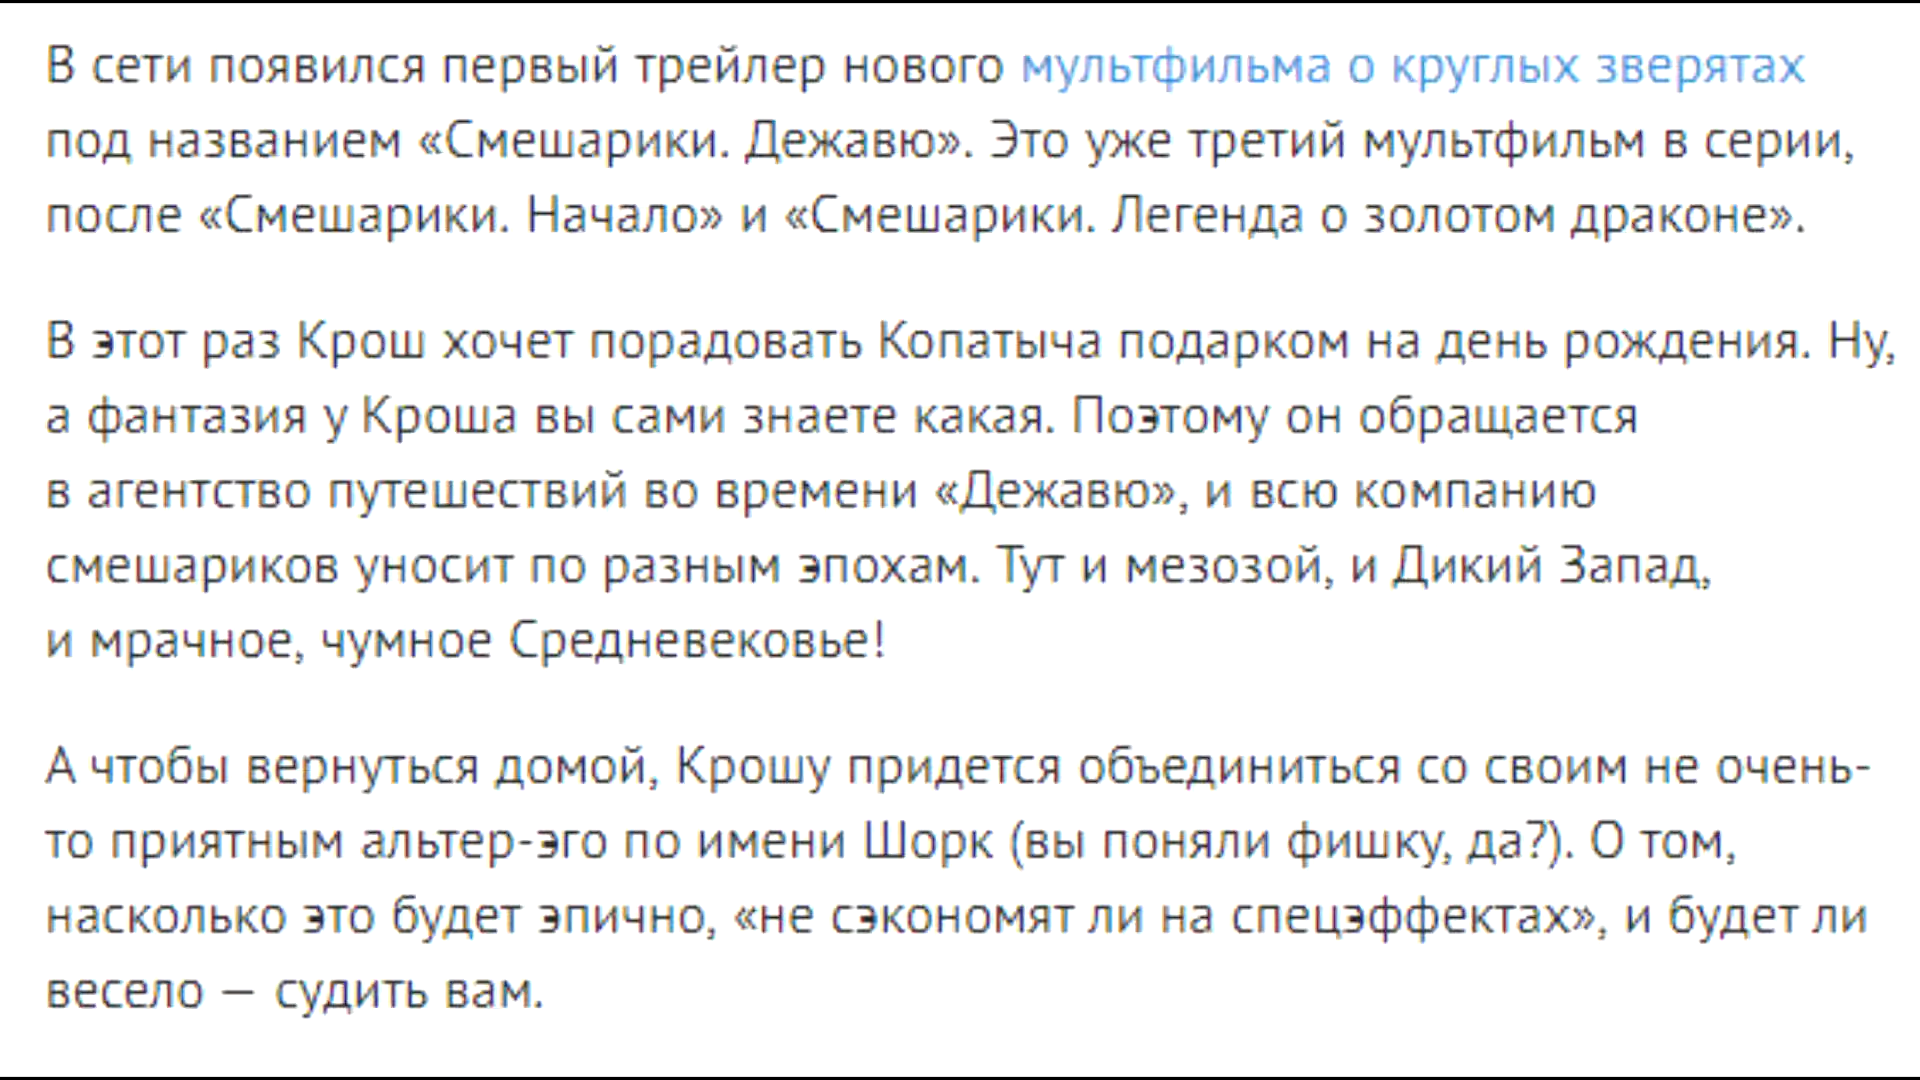 В сети появился первый трейлер нового мультфильма о круглых зверятах
под названием «Смешарики. Дежавю». Это уже третий мультфильм в серии,
после «Смешарики. Начало» и «Смешарики. Легенда о золотом драконе».
В этот раз Крош хочет порадовать Копатыча подарком на день рождения. Ну,
а фантазия у Кроша вы сами знаете какая. Поэтому он обращается
в агентство путешествий во времени «Дежавю», и всю компанию
смешариков уносит по разным эпохам. Тут и мезозой, и Дикий Запад,
и мрачное, чумное Средневековье!
А чтобы вернуться домой, Крошу придется объединиться со своим не очень-
то приятным альтер-эго по имени Шорк (вы поняли фишку, да?). О том,
насколько это будет эпично, «не сэкономят ли на спецэффектах», и будет ли
весело — судить вам.